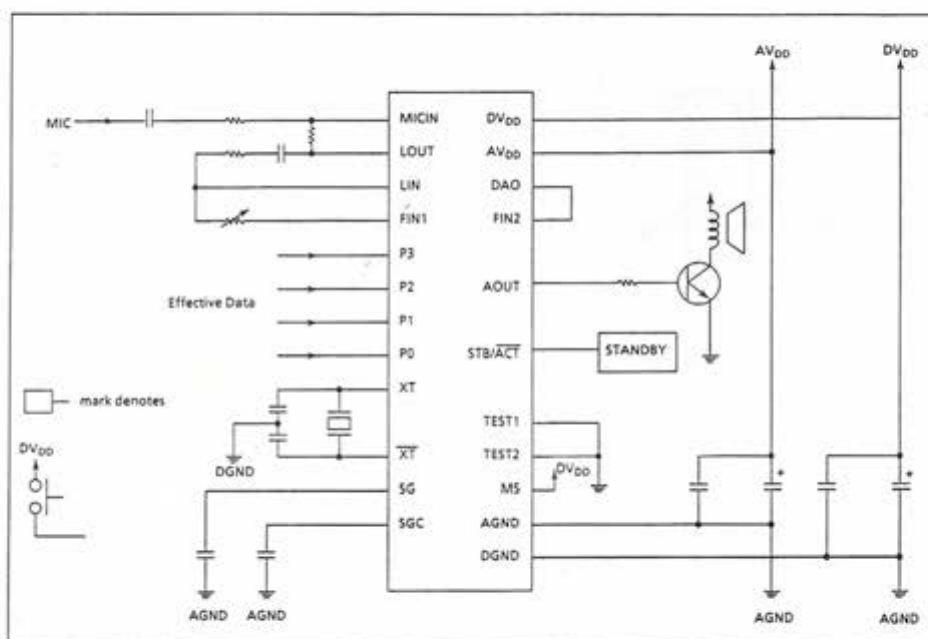 AVDD DVDD
MIC
MICIN DVDD
LOUT AVDD
LIN DAO
FIN1 FIN2
P3
P2 AOUT
Effective Data
P1
P0 STB/ACT STANDBY
XT
mark denotes
TEST1
DVDD
DGND
XT TEST2 DVDD
SG MS
SGC AGND
DGND
AGND AGND AGND AGND